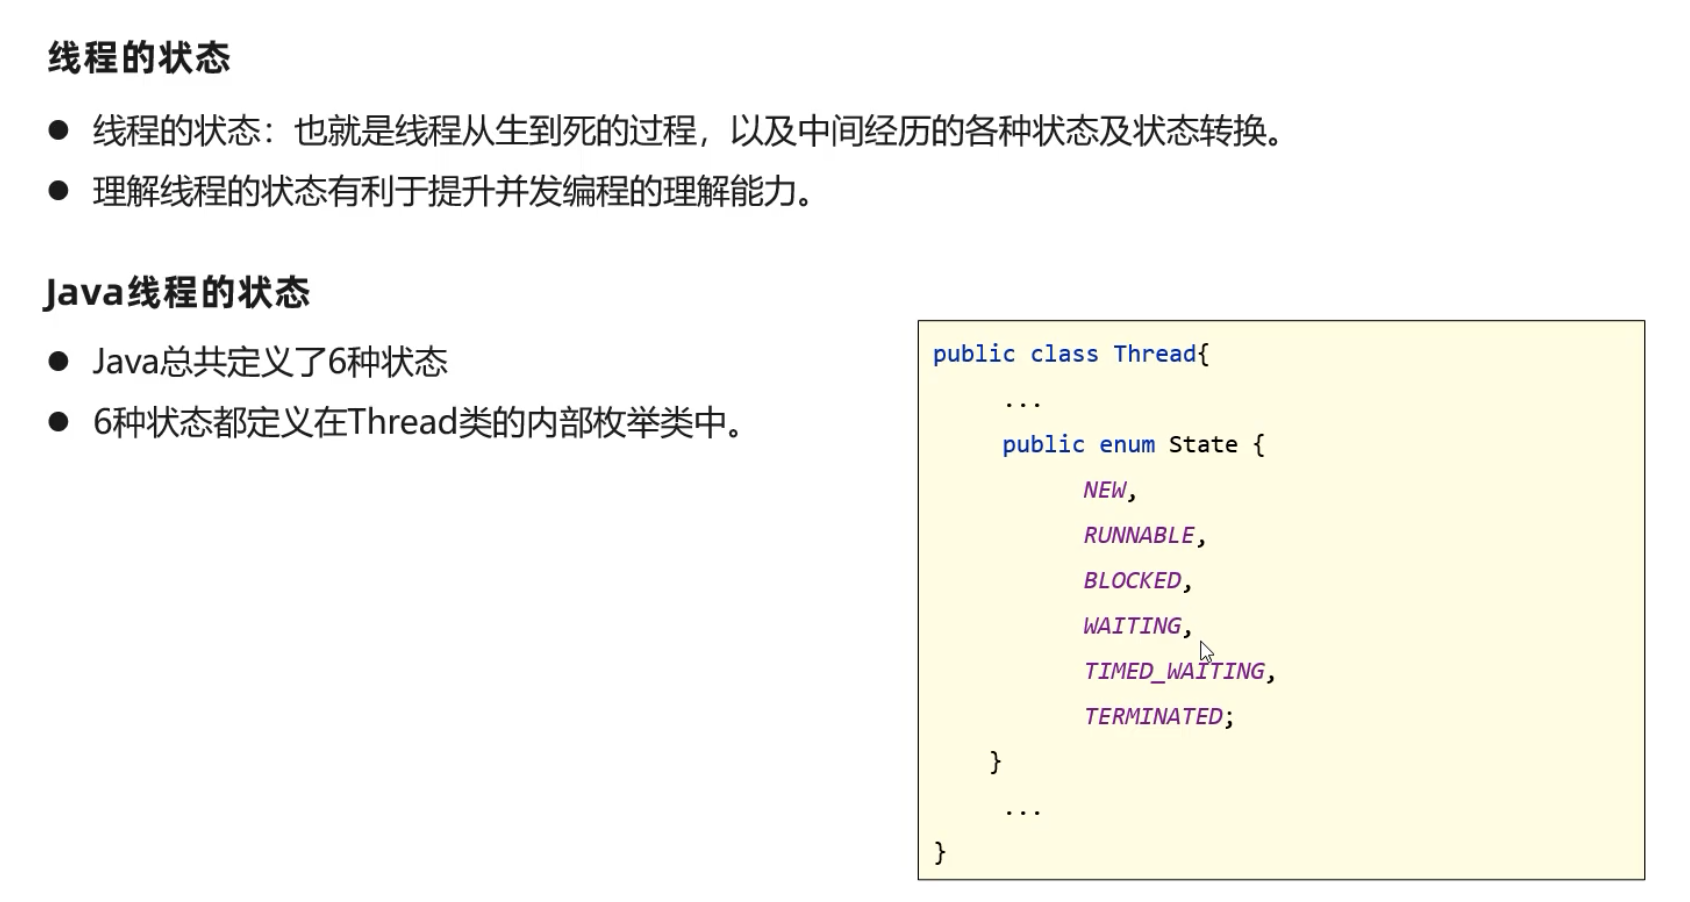 线程的状态
● 线程的状态：也就是线程从生到死的过程，以及中间经历的各种状态及状态转换。
● 理解线程的状态有利于提升并发编程的理解能力。
Java线程的状态
● Java总共定义了6种状态
● 6种状态都定义在Thread类的内部枚举类中。
public class Thread{
...
public enum State {
NEW,
RUNNABLE,
BLOCKED,
WAITING,
TIMED_WAITING,
TERMINATED;
}
...
}